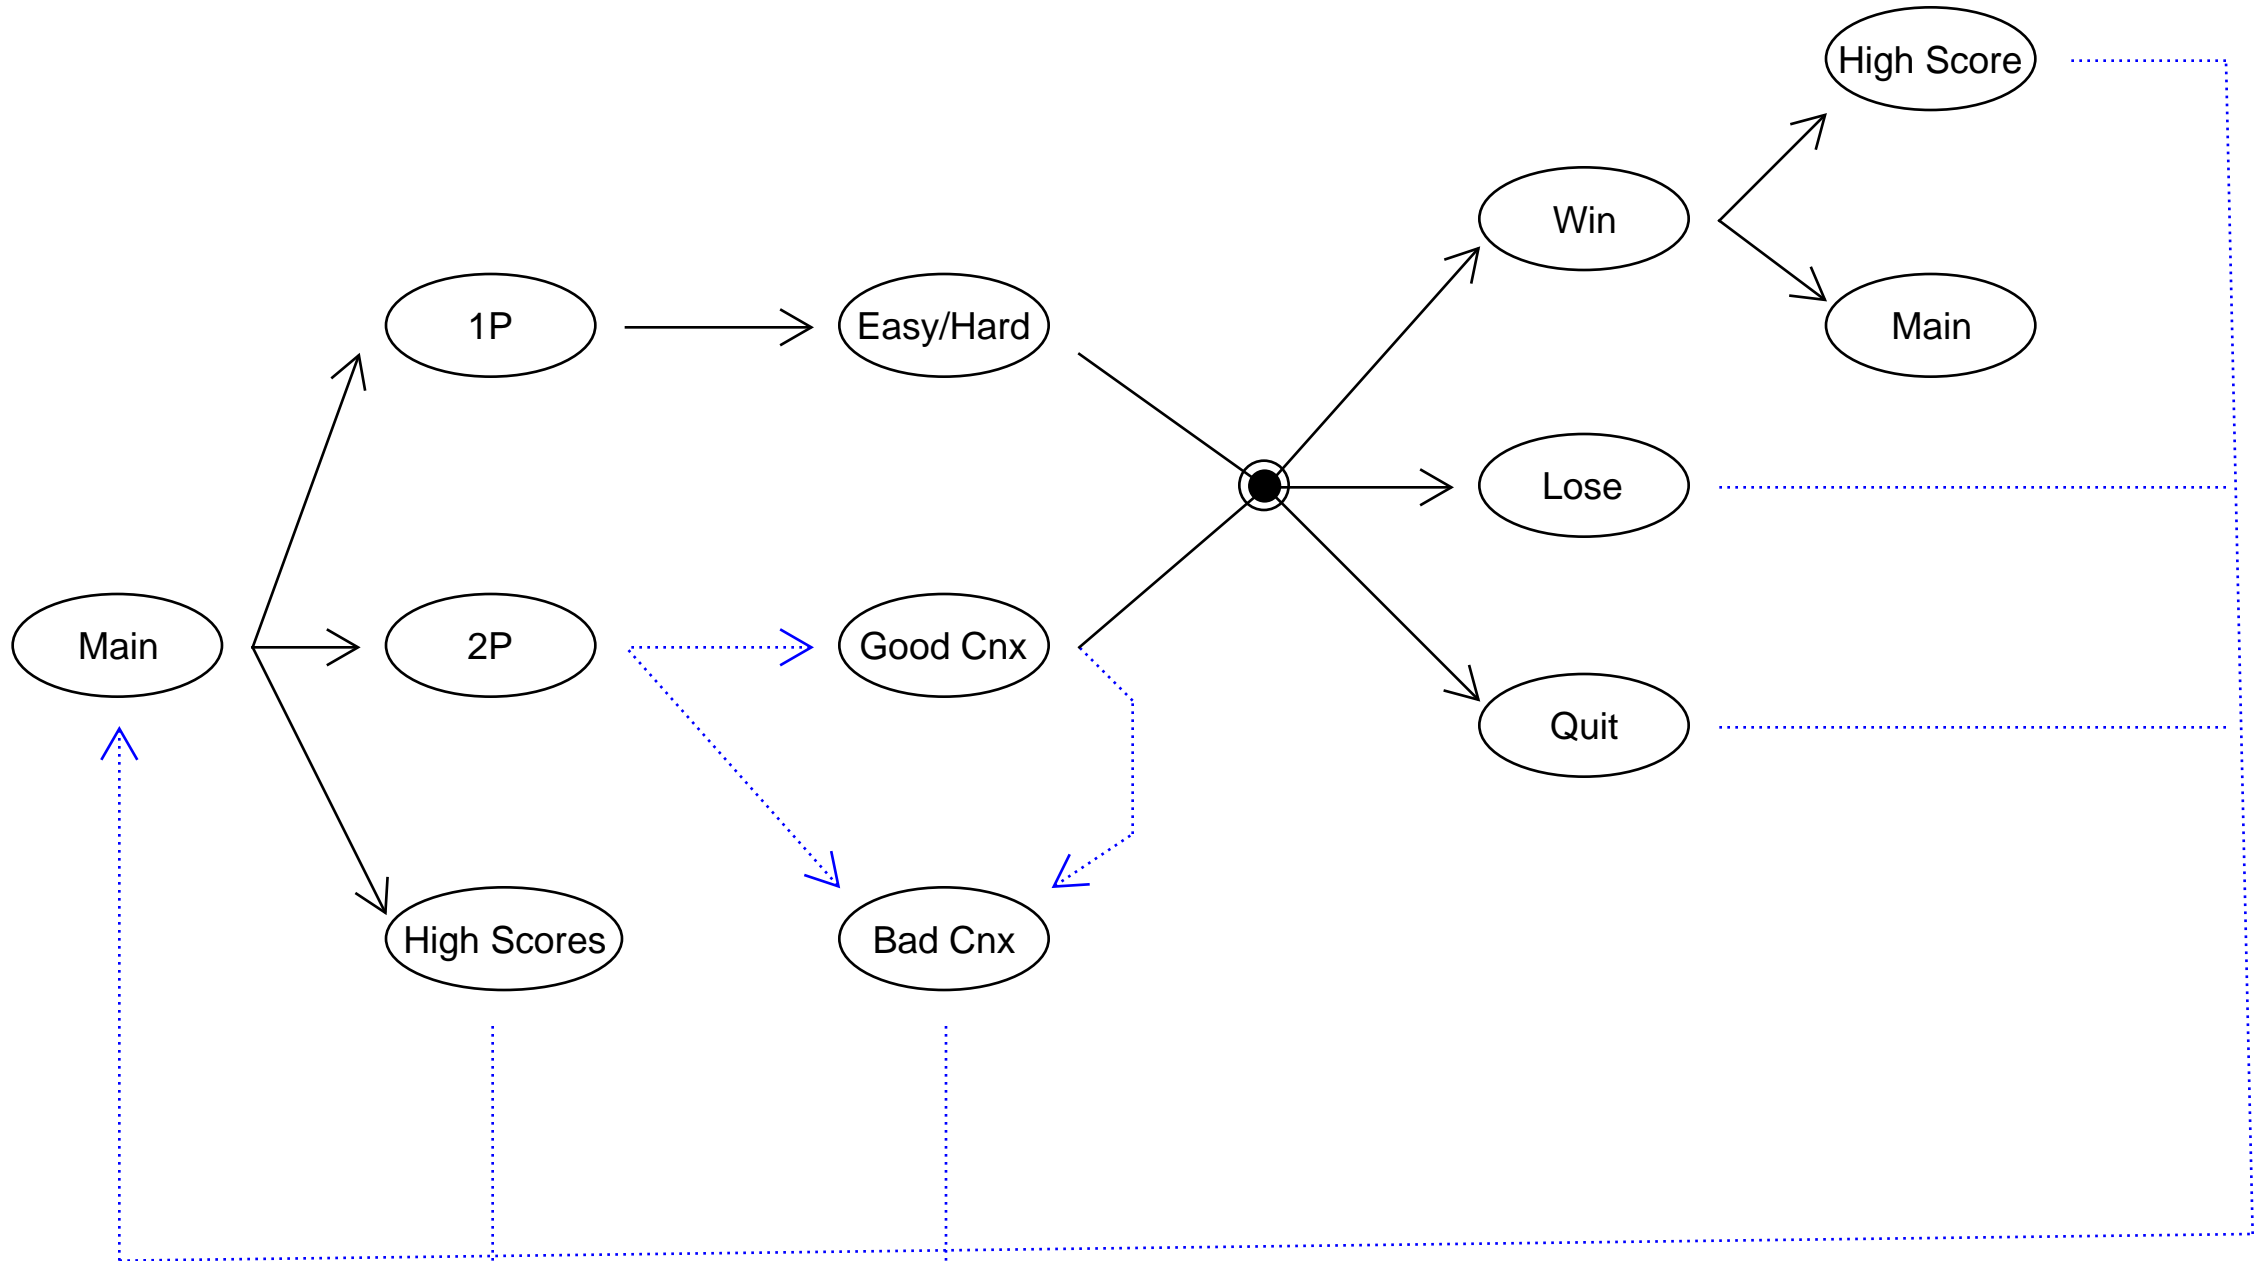 High Score
Win
1P
Easy/Hard
Main
Lose
Main
2P
Good Cnx
Quit
High Scores
Bad Cnx